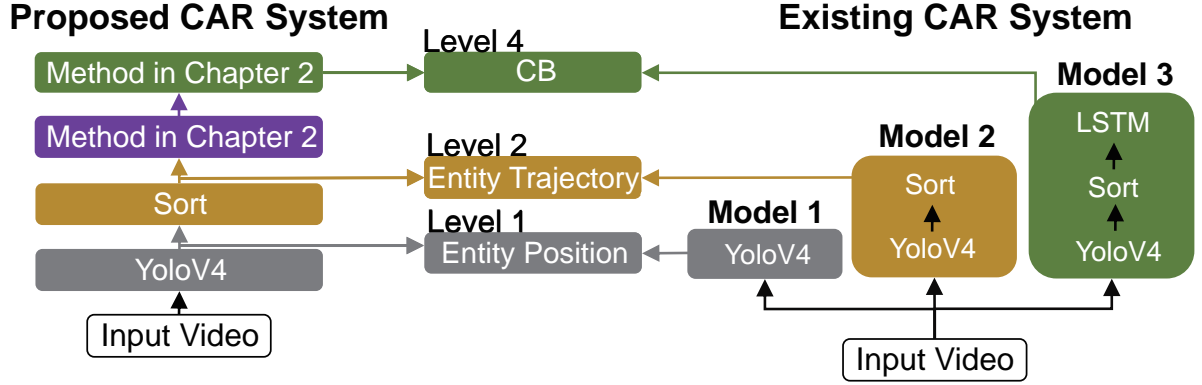 Proposed CAR System
Existing CAR System
Level 4
Method in Chapter 2
CB
Model 3
LSTM
Method in Chapter 2
Level 2
Model 2
Entity Trajectory
Sort
Sort
Sort
Level 1
Model 1
Entity Position
YoloV4
YoloV4
YoloV4
YoloV4
Input Video
Input Video